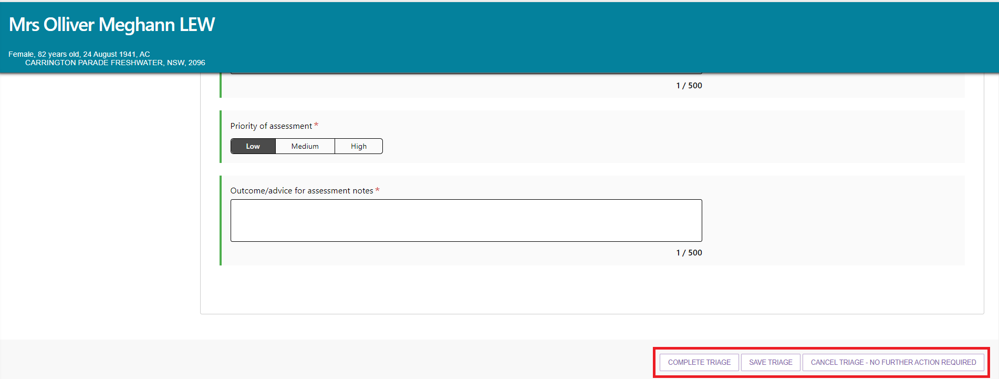 Mrs Olliver Meghann LEW
Female, 82 years old, 24 August 1941, AC
CARRINGTON PARADE FRESHWATER, NSW, 2096
1 / 500
Priority of assessment *
Low Medium High
Outcome/advice for assessment notes *
1 / 500
COMPLETE TRIAGE SAVE TRIAGE CANCEL TRIAGE - NO FURTHER ACTION REQUIRED